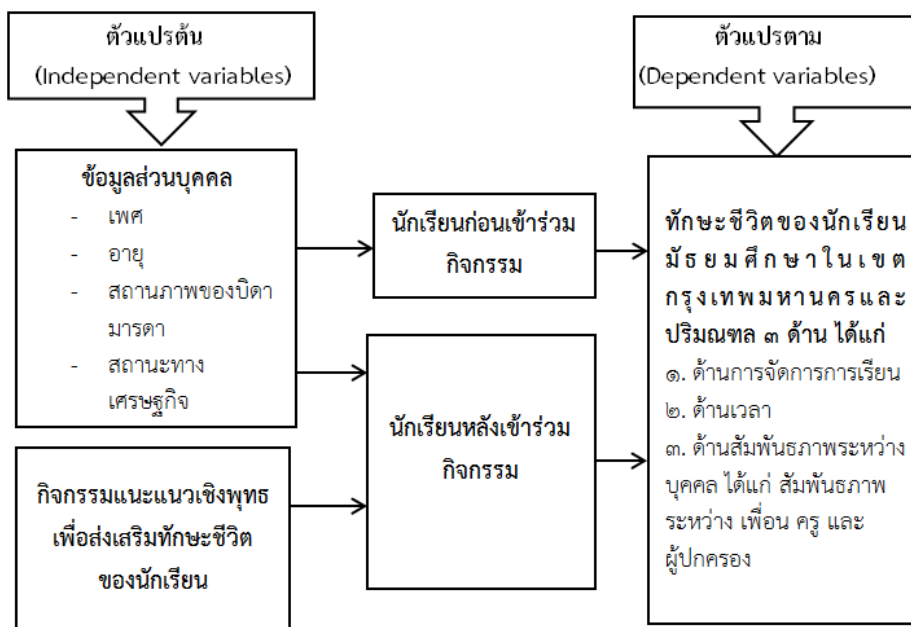 ตัวแปรต้น
(Independent variables)
ตัวแปรตาม
(Dependent variables)
ข้อมูลส่วนบุคคล
- เพศ
- อายุ
- สถานภาพของบิดา
มารดา
- สถานะทาง
เศรษฐกิจ
กิจกรรมแนะแนวเชิงพุทธ
เพื่อส่งเสริมทักษะชีวิต
ของนักเรียน
นักเรียนก่อนเข้าร่วม
กิจกรรม
นักเรียนหลังเข้าร่วม
กิจกรรม
ทักษะชีวิตของนักเรียน
มัธยมศึกษาในเขต
กรุงเทพมหานครและ
ปริมณฑล ๓ ด้าน ได้แก่
๑. ด้านการจัดการการเรียน
๒. ด้านเวลา
๓. ด้านสัมพันธภาพระหว่าง
บุคคล ได้แก่ สัมพันธภาพ
ระหว่าง เพื่อน ครู และ
ผู้ปกครอง